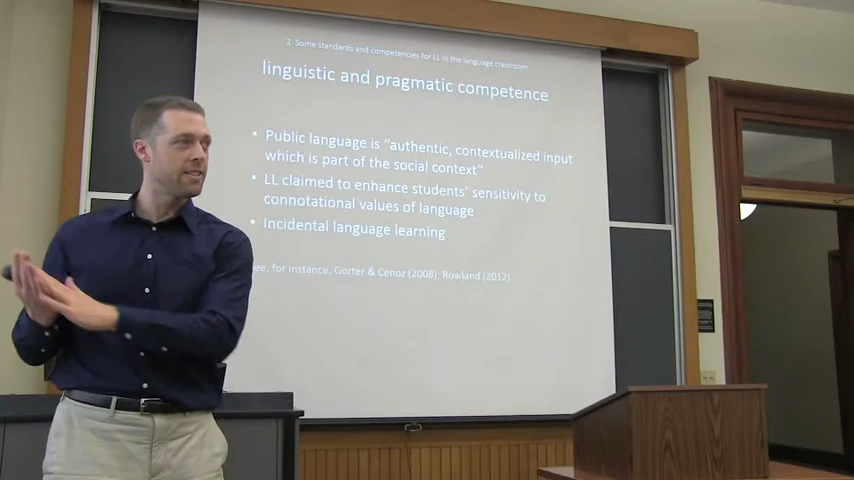 2. Some standards and competencies for LL in the language classroom
linguistic and pragmatic competence
• Public language is “authentic, contextualized input
which is part of the social context”
• LL claimed to enhance students’ sensitivity to
connotational values of language
• Incidental language learning
ee, for instance, Gorter & Cenoz (2008); Rowland (2012)